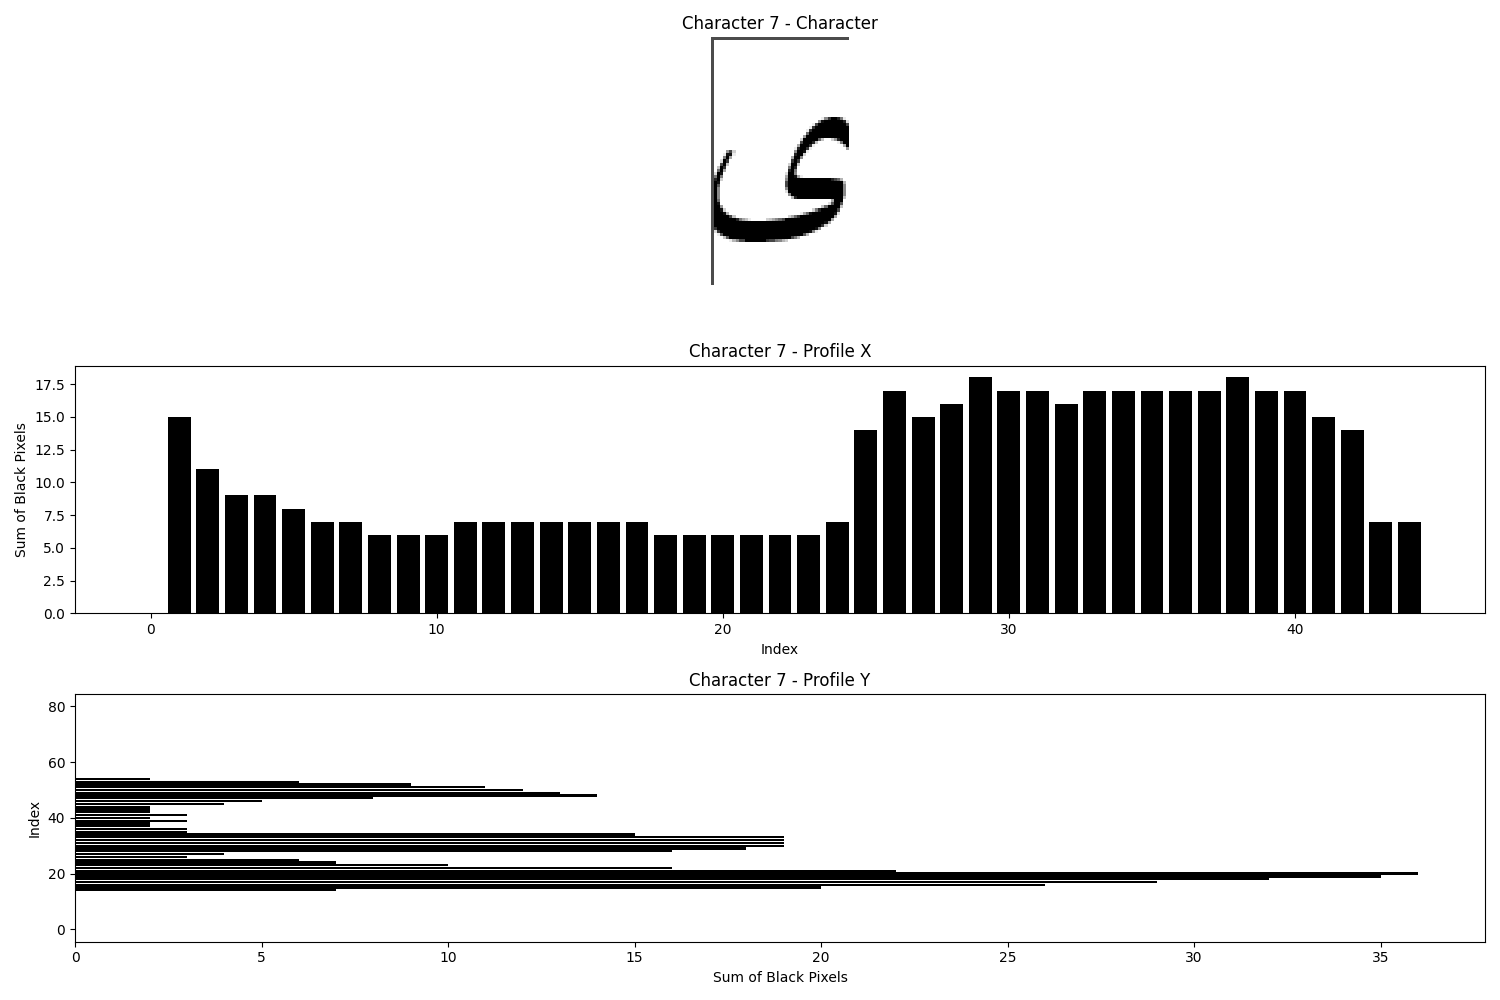 Character 7 - Character
ى
Character 7 - Profile X
17.5
15.0
12.5
10.0
7.5
5.0
2.5
0.0
Sum of Black Pixels
0 10 20 30 40
Index
Character 7 - Profile Y
80
60
40
20
0
Index
0 5 10 15 20 25 30 35
Sum of Black Pixels